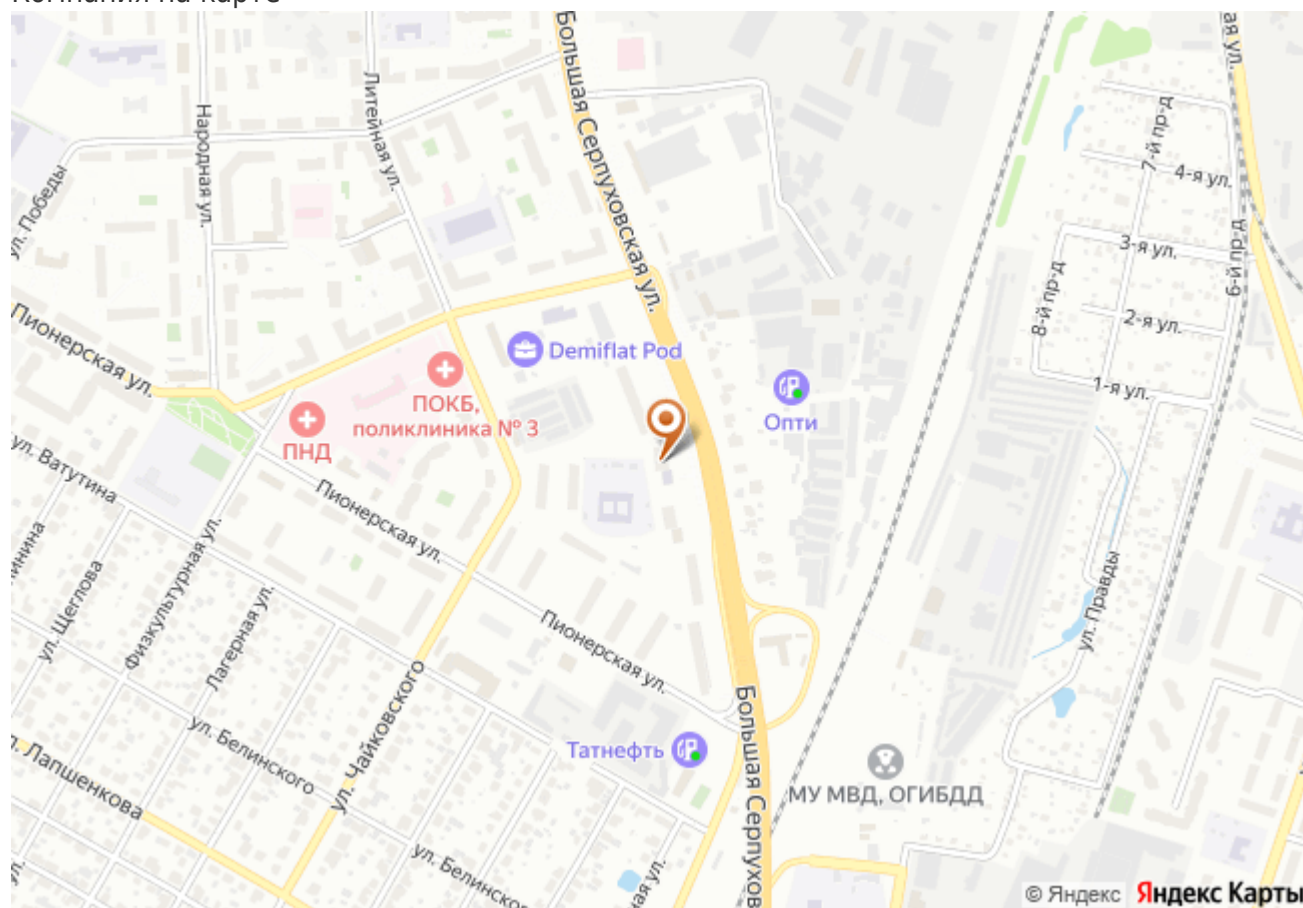 Большая Серпуховская ул.
ая ул.
Литейная ул.
Народная ул.
ул. Победы
7-й пр-д
4-я ул.
3-я ул.
6-й пр-д
8-й пр-д
2-я ул.
1-я ул.
Пионерская ул.
Demiflat Pod
ПОКБ,
поликлиника № 3
Опти
ПНД
ул. Ватутина
Пионерская ул.
ул. Щеглова
Физкультурная ул.
Лагерная ул.
ул. Правды
Пионерская ул.
ул. Чайковского
ул. Белинского
Лапшенкова
Татнефть
Большая Серпухов
МУ МВД, ОГИБДД
ул. Белинского
ная ул.
© Яндекс Яндекс Карты